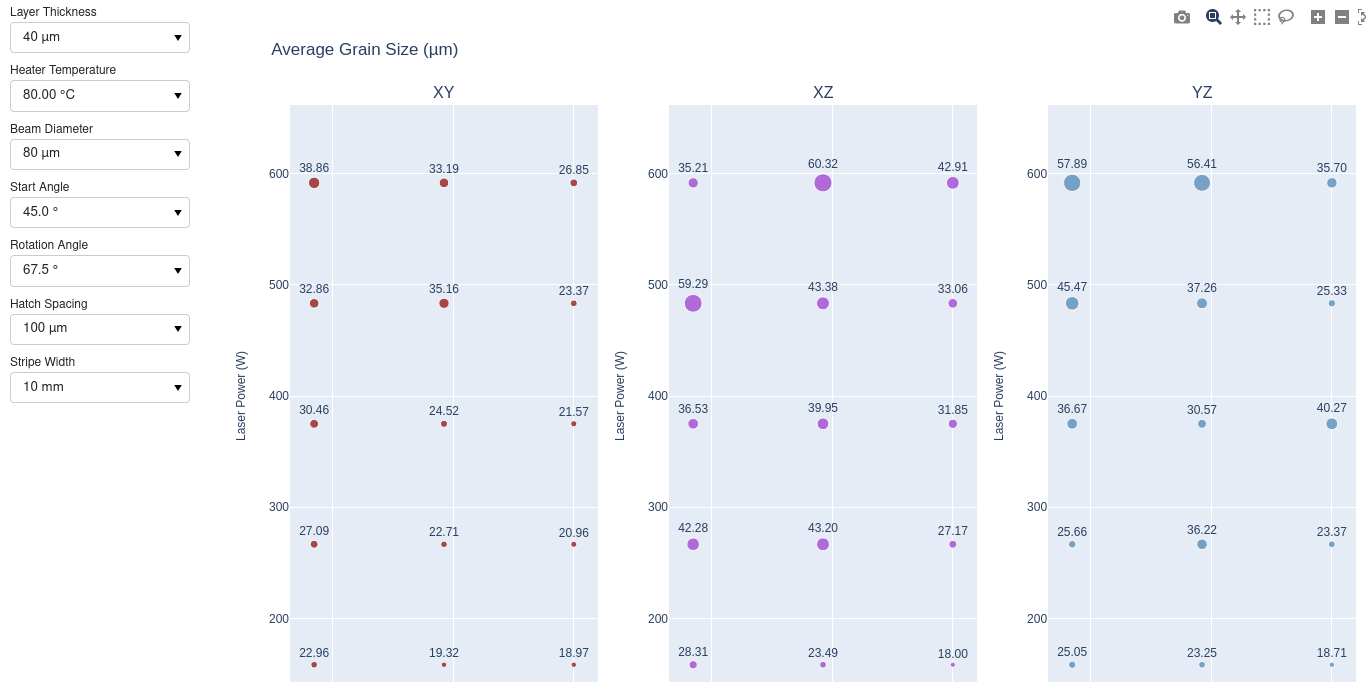 Layer Thickness
40 µm
Heater Temperature
80.00 °C
Beam Diameter
80 µm
Start Angle
45.0 °
Rotation Angle
67.5 °
Hatch Spacing
100 µm
Stripe Width
10 mm
Average Grain Size (µm)
XY
600
500
400
300
200
Laser Power (W)
38.86 33.19 26.85
32.86 35.16 23.37
30.46 24.52 21.57
27.09 22.71 20.96
22.96 19.32 18.97
XZ
600
500
400
300
200
Laser Power (W)
35.21 60.32 42.91
59.29 43.38 33.06
36.53 39.95 31.85
42.28 43.20 27.17
28.31 23.49 18.00
YZ
600
500
400
300
200
Laser Power (W)
57.89 56.41 35.70
45.47 37.26 25.33
36.67 30.57 40.27
25.66 36.22 23.37
25.05 23.25 18.71